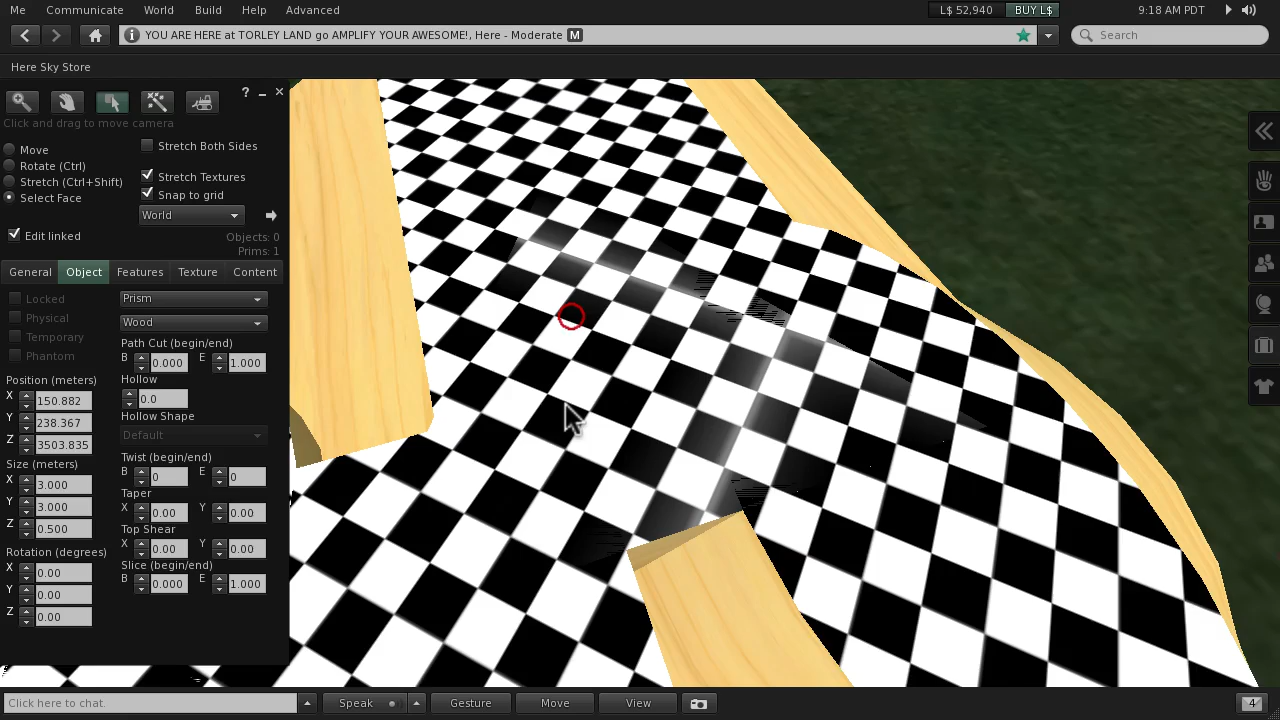 Me Communicate World Build Help Advanced L$ 52,940 BUY L$ 9:18 AM PDT
YOU ARE HERE at TORLEY LAND go AMPLIFY YOUR AWESOME!, Here - Moderate M Search
Here Sky Store
? _ ×
Click and drag to move camera
Move
Rotate (Ctrl)
Stretch (Ctrl+Shift)
Select Face
Stretch Both Sides
Stretch Textures
Snap to grid
World
Edit linked
Objects: 0
Prims: 1
General Object Features Texture Content
Locked
Physical
Temporary
Phantom
Position (meters)
X 150.882
Y 238.367
Z 3503.835
Size (meters)
X 3.000
Y 3.000
Z 0.500
Rotation (degrees)
X 0.00
Y 0.00
Z 0.00
Prism
Wood
Path Cut (begin/end)
B 0.000 E 1.000
Hollow
0.0
Hollow Shape
Default
Twist (begin/end)
B 0 E 0
Taper
X 0.00 Y 0.00
Top Shear
X 0.00 Y 0.00
Slice (begin/end)
B 0.000 E 1.000
Click here to chat. Speak Gesture Move View 4